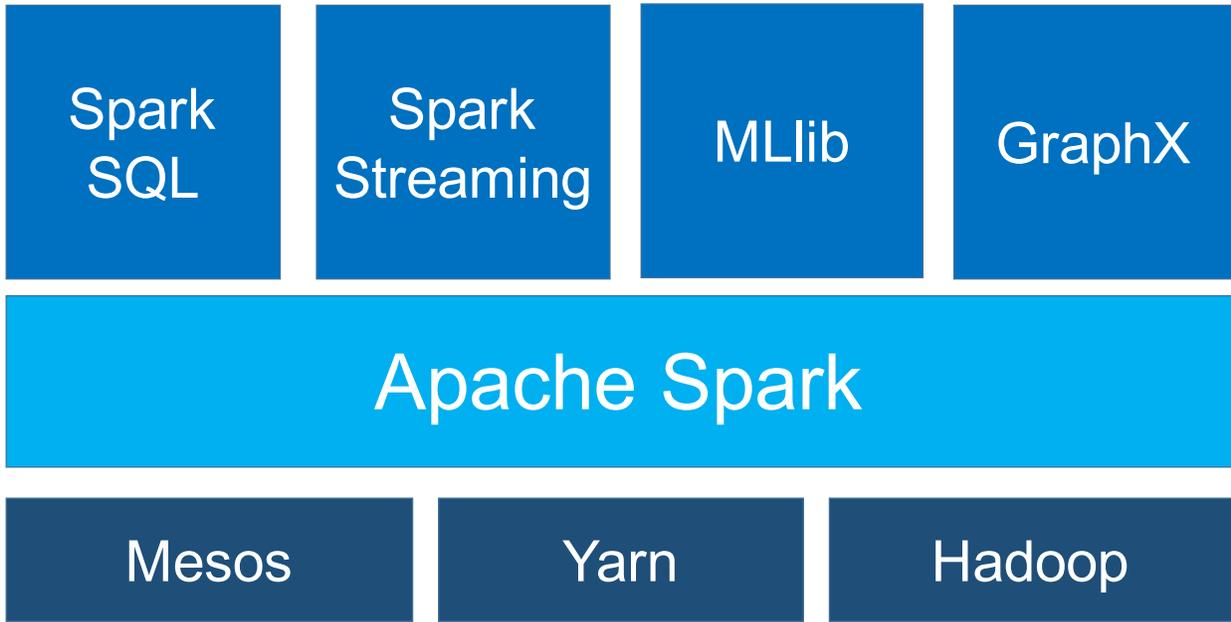 Spark
SQL
Spark
Streaming
MLlib
GraphX
Apache Spark
Mesos
Yarn
Hadoop